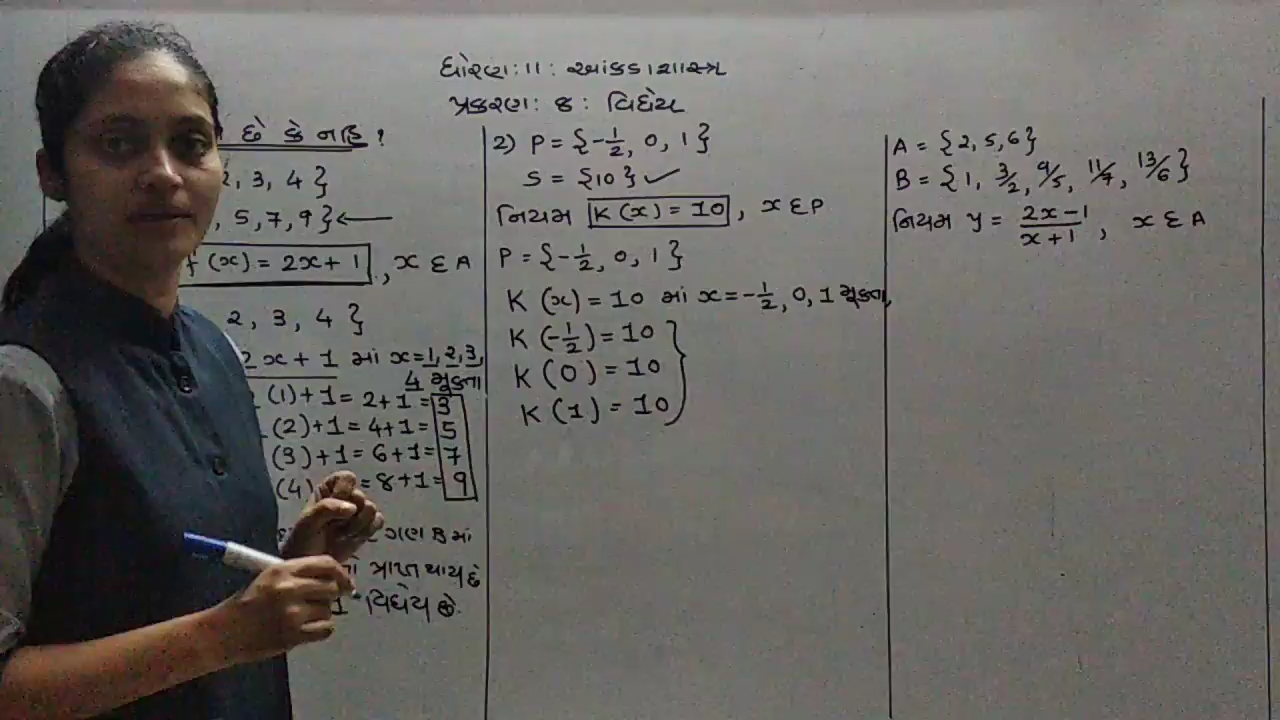 ધોરણ: 11 : આંકડાશાસ્ત્ર
પ્રકરણ: 8 : વિધેય
છે કે નહિ ?
2, 3, 4 }
5, 7, 9 } ←
f (x) = 2x + 1 , x ∈ A
2, 3, 4 }
2x + 1 માં x = 1, 2, 3,
4 મૂકતા
(1) + 1 = 2 + 1 = 3
(2) + 1 = 4 + 1 = 5
(3) + 1 = 6 + 1 = 7
(4) = 8 + 1 = 9
ગણ B માં
પ્રાપ્ત થાય છે
વિધેય છે.
2) P = {-1/2, 0, 1}
S = {10} ✓
નિયમ K(x) = 10 , x ∈ P
P = {-1/2, 0, 1}
K (x) = 10 માં x = -1/2, 0, 1 મૂકતા,
K (-1/2) = 10
K (0) = 10
K (1) = 10
A = {2, 5, 6}
B = {1, 3/2, 9/5, 11/7, 13/6}
નિયમ y = 2x - 1 / x + 1 , x ∈ A